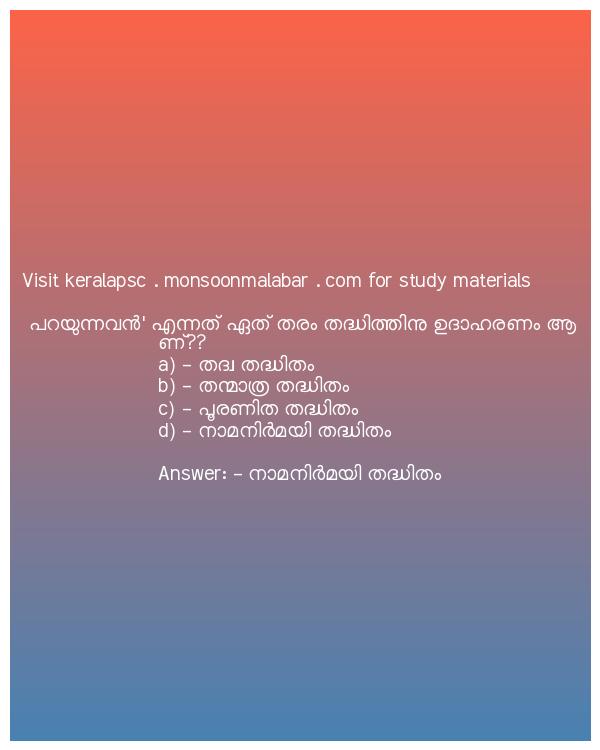 Visit keralapsc . monsoonmalabar . com for study materials
പറയുന്നവൻ' എന്നത് ഏത് തരം തദ്ധിത്തിനു ഉദാഹരണം ആ
ണ്??
a) – തദ്വ തദ്ധിതം
b) – തന്മാത്ര തദ്ധിതം
c) – പൂരണിത തദ്ധിതം
d) – നാമനിർമയി തദ്ധിതം
Answer: – നാമനിർമയി തദ്ധിതം